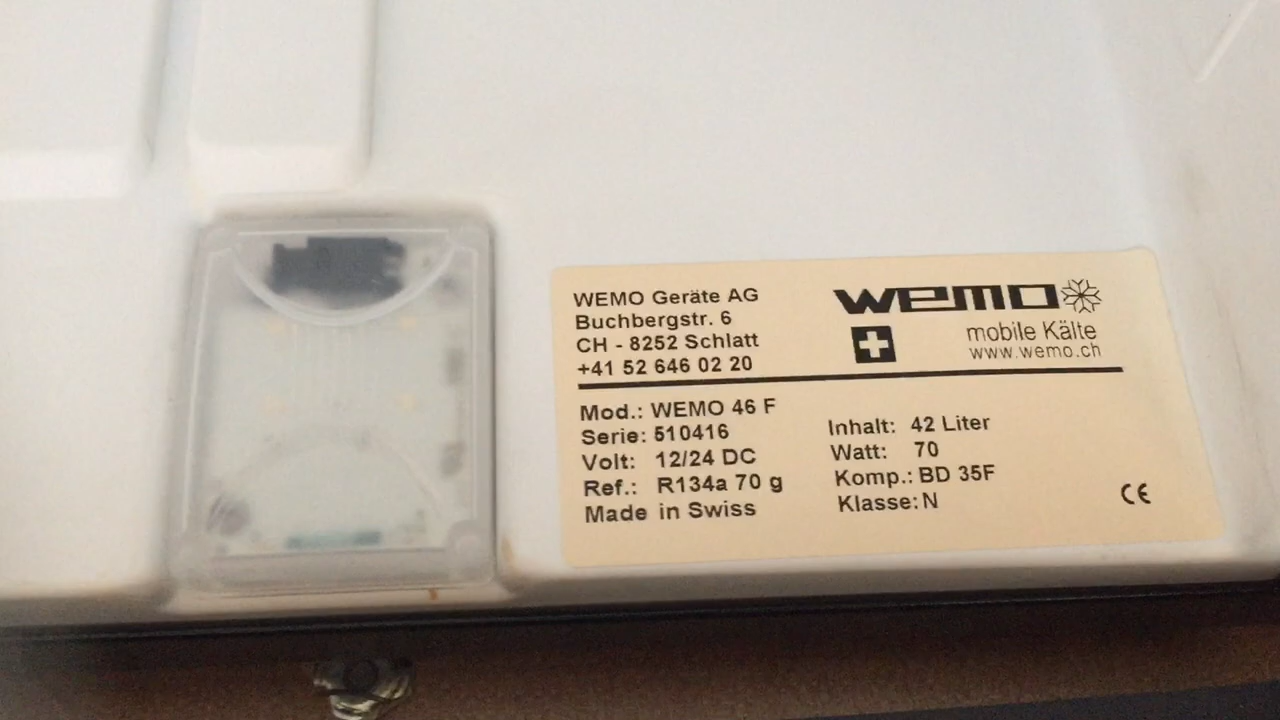 WEMO Geräte AG
Buchbergstr. 6
CH - 8252 Schlatt
+41 52 646 02 20
wemo
mobile Kälte
www.wemo.ch
Mod.: WEMO 46 F
Serie: 510416
Volt: 12/24 DC
Ref.: R134a 70 g
Made in Swiss
Inhalt: 42 Liter
Watt: 70
Komp.: BD 35F
Klasse: N
CE